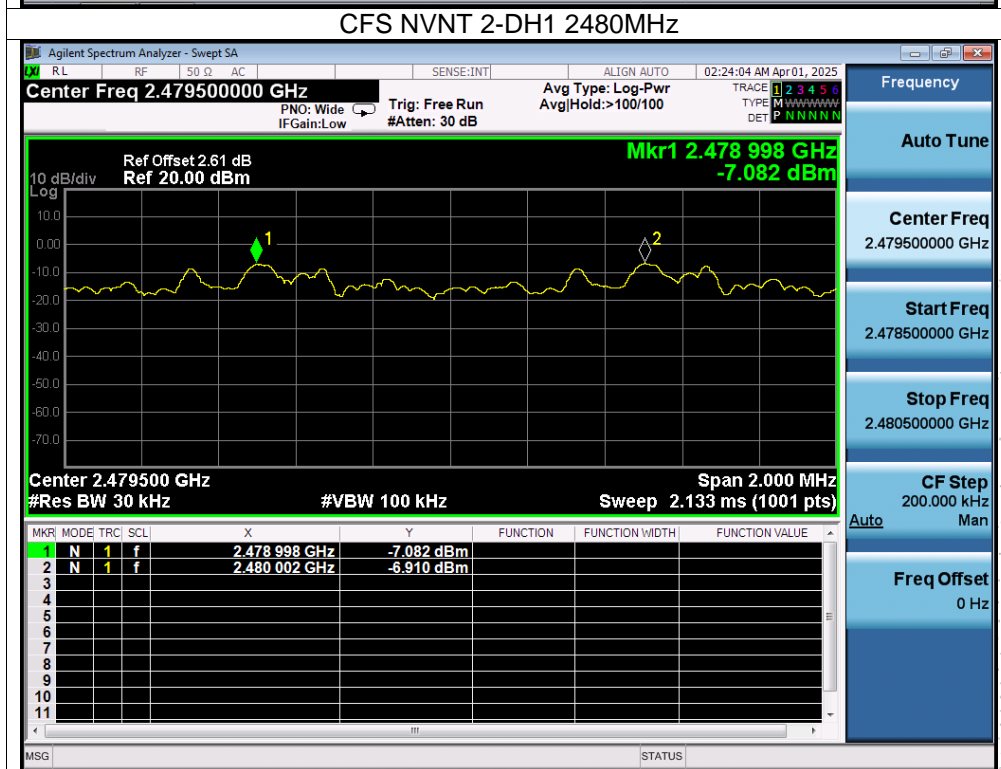 CFS NVNT 2-DH1 2480MHz
Agilent Spectrum Analyzer - Swept SA
LXI RL RF 50 Ω AC SENSE:INT ALIGN AUTO 02:24:04 AM Apr 01, 2025
Center Freq 2.479500000 GHz
PNO: Wide
IFGain:Low
Trig: Free Run
#Atten: 30 dB
Avg Type: Log-Pwr
Avg|Hold:>100/100
TRACE 1 2 3 4 5 6
TYPE M WWWWW
DET P N N N N N
Frequency
Auto Tune
Center Freq
2.479500000 GHz
Start Freq
2.478500000 GHz
Stop Freq
2.480500000 GHz
CF Step
200.000 kHz
Auto Man
Freq Offset
0 Hz
Mkr1 2.478 998 GHz
-7.082 dBm
Ref Offset 2.61 dB
10 dB/div Ref 20.00 dBm
Log
10.0
0.00
-10.0
-20.0
-30.0
-40.0
-50.0
-60.0
-70.0
1
2
Center 2.479500 GHz Span 2.000 MHz
#Res BW 30 kHz #VBW 100 kHz Sweep 2.133 ms (1001 pts)
MKR MODE TRC SCL X Y FUNCTION FUNCTION WIDTH FUNCTION VALUE
1 N 1 f 2.478 998 GHz -7.082 dBm
2 N 1 f 2.480 002 GHz -6.910 dBm
3
4
5
6
7
8
9
10
11
MSG STATUS